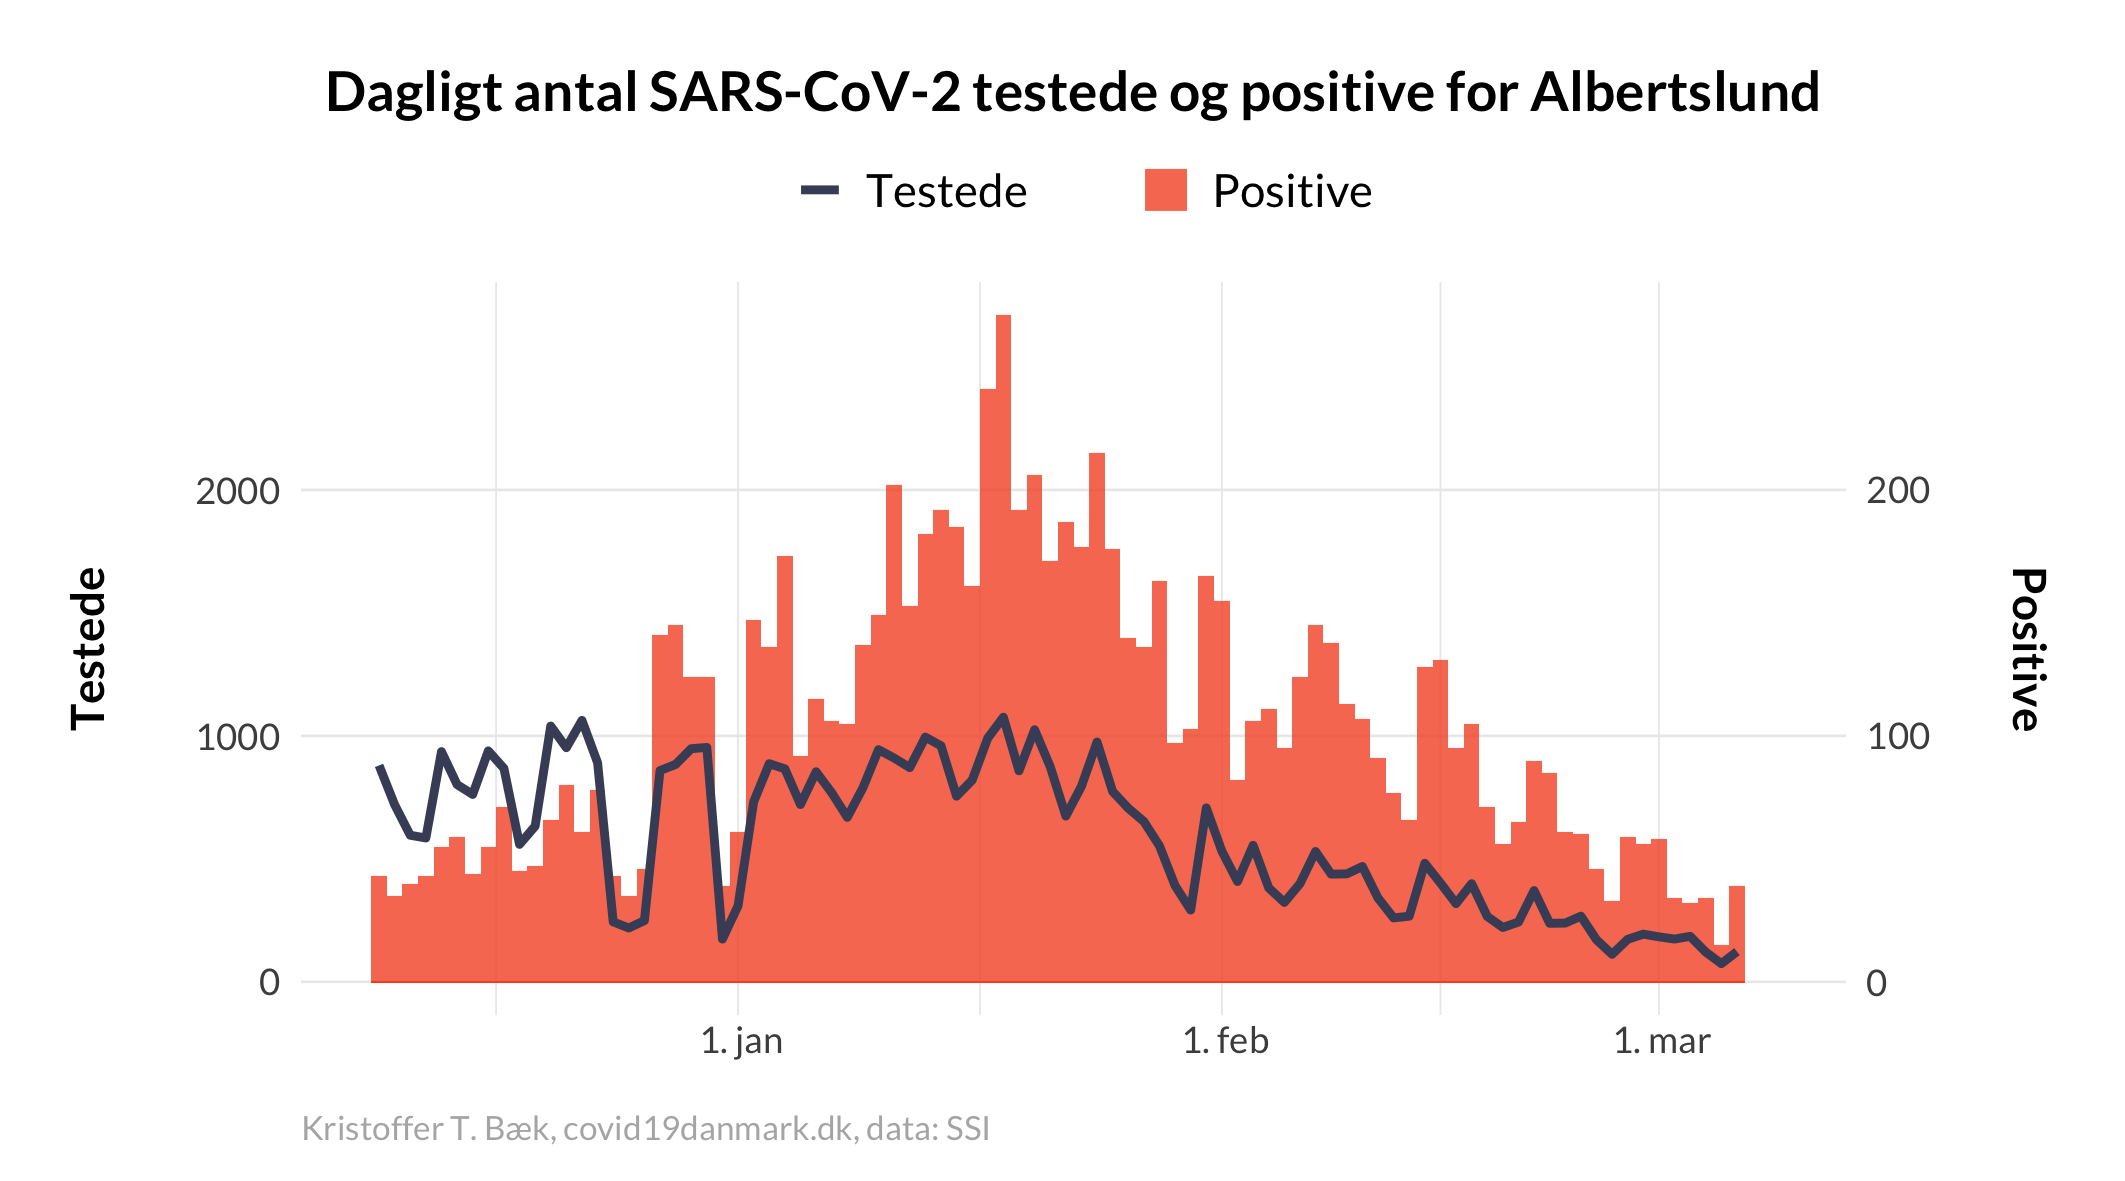 Dagligt antal SARS-CoV-2 testede og positive for Albertslund
Testede Positive
2000 200
1000 100
0 0
Testede
Positive
1. jan 1. feb 1. mar
Kristoffer T. Bæk, covid19danmark.dk, data: SSI